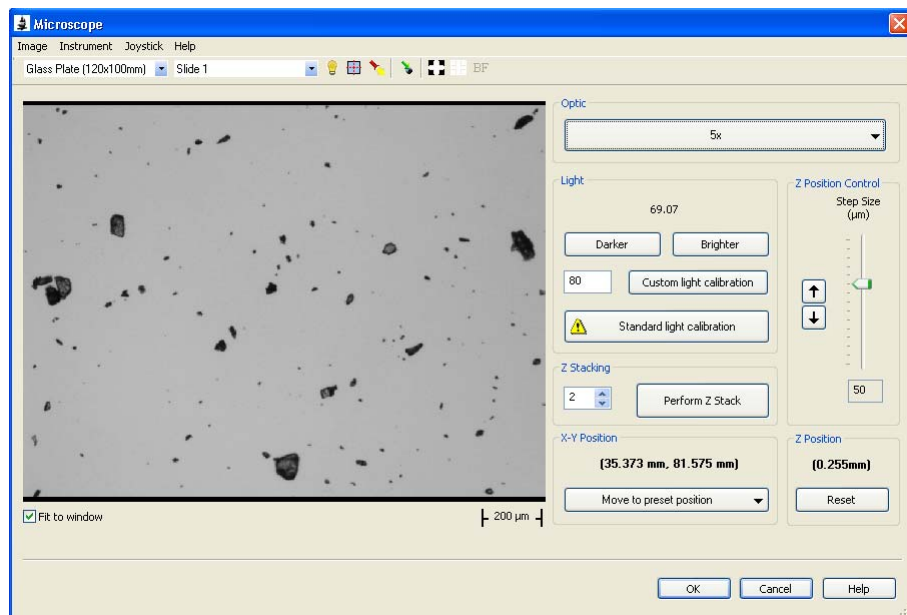 Microscope
Image Instrument Joystick Help
Glass Plate (120x100mm) Slide 1 BF
Optic
5x
Light
69.07
Darker Brighter
80 Custom light calibration
Standard light calibration
Z Position Control
Step Size
(µm)
50
Z Stacking
2 Perform Z Stack
X-Y Position
(35.373 mm, 81.575 mm)
Move to preset position
Z Position
(0.255mm)
Reset
Fit to window
200 µm
OK Cancel Help